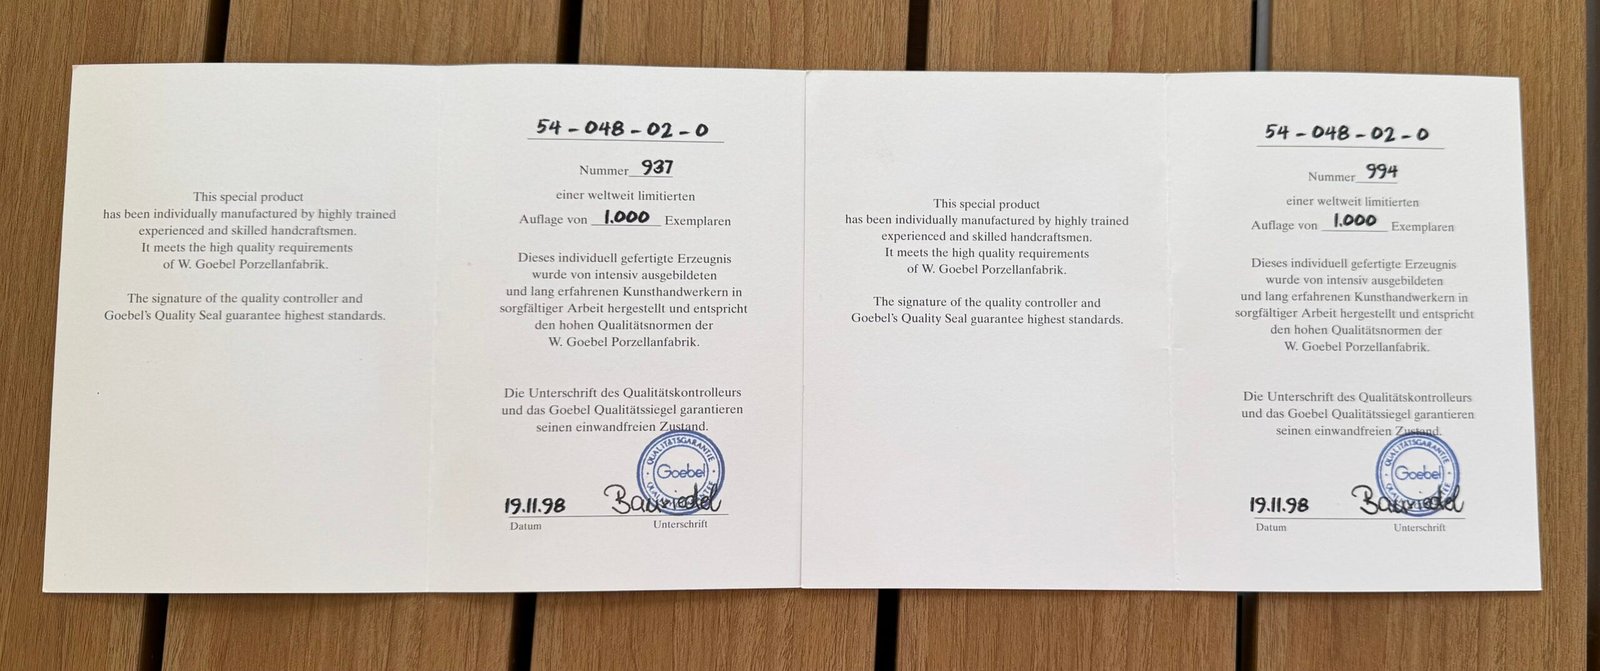 This special product
has been individually manufactured by highly trained
experienced and skilled handcraftsmen.
It meets the high quality requirements
of W. Goebel Porzellanfabrik.
The signature of the quality controller and
Goebel's Quality Seal guarantee highest standards.
54-048-02-0
Nummer 937
einer weltweit limitierten
Auflage von 1.000 Exemplaren
Dieses individuell gefertigte Erzeugnis
wurde von intensiv ausgebildeten
und lang erfahrenen Kunsthandwerkern in
sorgfältiger Arbeit hergestellt und entspricht
den hohen Qualitätsnormen der
W. Goebel Porzellanfabrik.
Die Unterschrift des Qualitätskontrolleurs
und das Goebel Qualitätssiegel garantieren
seinen einwandfreien Zustand.
QUALITÄTSGARANTIE
Goebel
19.11.98
Datum Unterschrift
This special product
has been individually manufactured by highly trained
experienced and skilled handcraftsmen.
It meets the high quality requirements
of W. Goebel Porzellanfabrik.
The signature of the quality controller and
Goebel's Quality Seal guarantee highest standards.
54-048-02-0
Nummer 994
einer weltweit limitierten
Auflage von 1.000 Exemplaren
Dieses individuell gefertigte Erzeugnis
wurde von intensiv ausgebildeten
und lang erfahrenen Kunsthandwerkern in
sorgfältiger Arbeit hergestellt und entspricht
den hohen Qualitätsnormen der
W. Goebel Porzellanfabrik.
Die Unterschrift des Qualitätskontrolleurs
und das Goebel Qualitätssiegel garantieren
seinen einwandfreien Zustand.
QUALITÄTSGARANTIE
Goebel
19.11.98
Datum Unterschrift